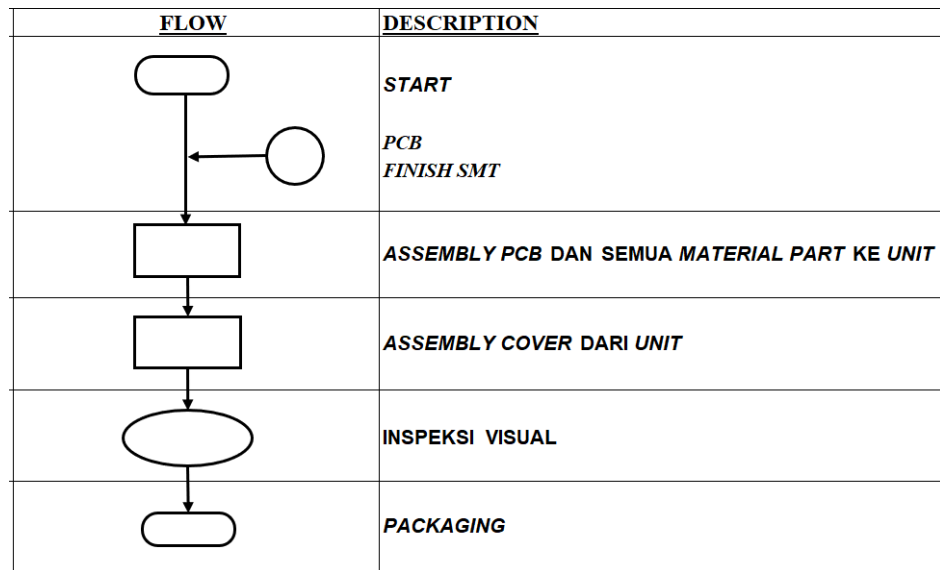 FLOW
DESCRIPTION
START
PCB
FINISH SMT
ASSEMBLY PCB DAN SEMUA MATERIAL PART KE UNIT
ASSEMBLY COVER DARI UNIT
INSPEKSI VISUAL
PACKAGING